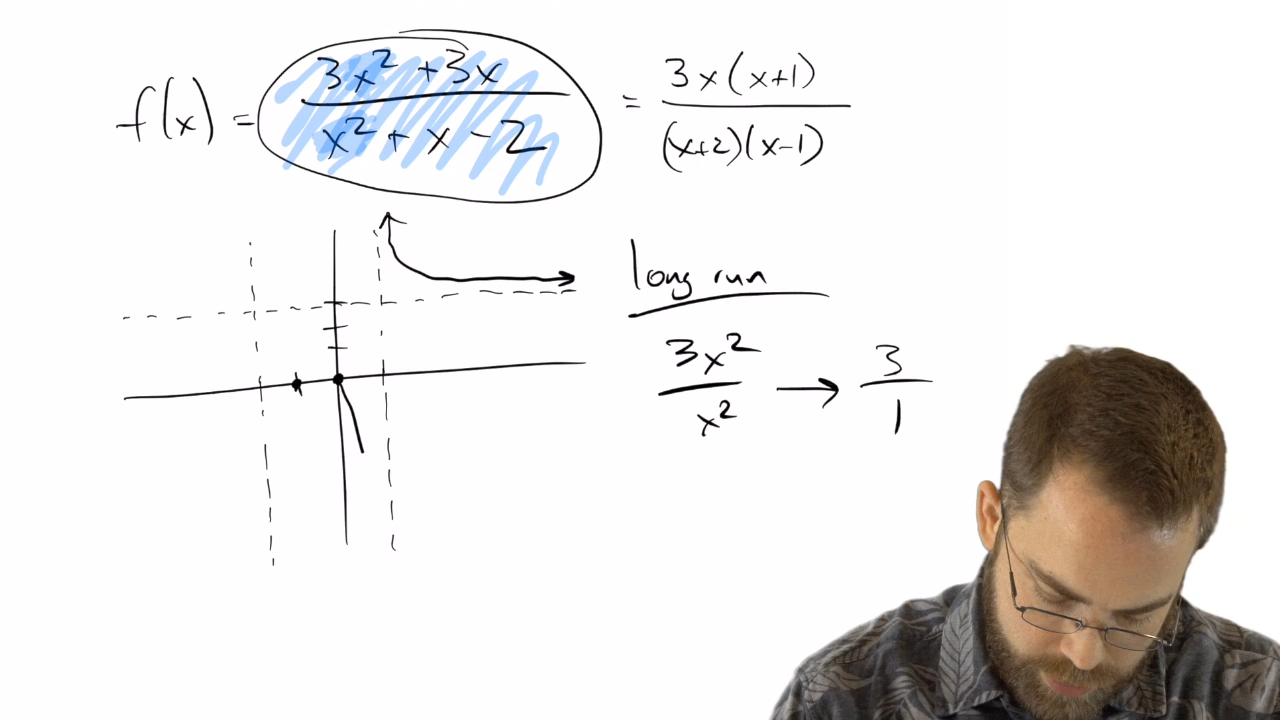 f(x) = (3x² + 3x)/(x² + x - 2) = 3x(x+1)/((x+2)(x-1))
long run
3x²/x² → 3/1